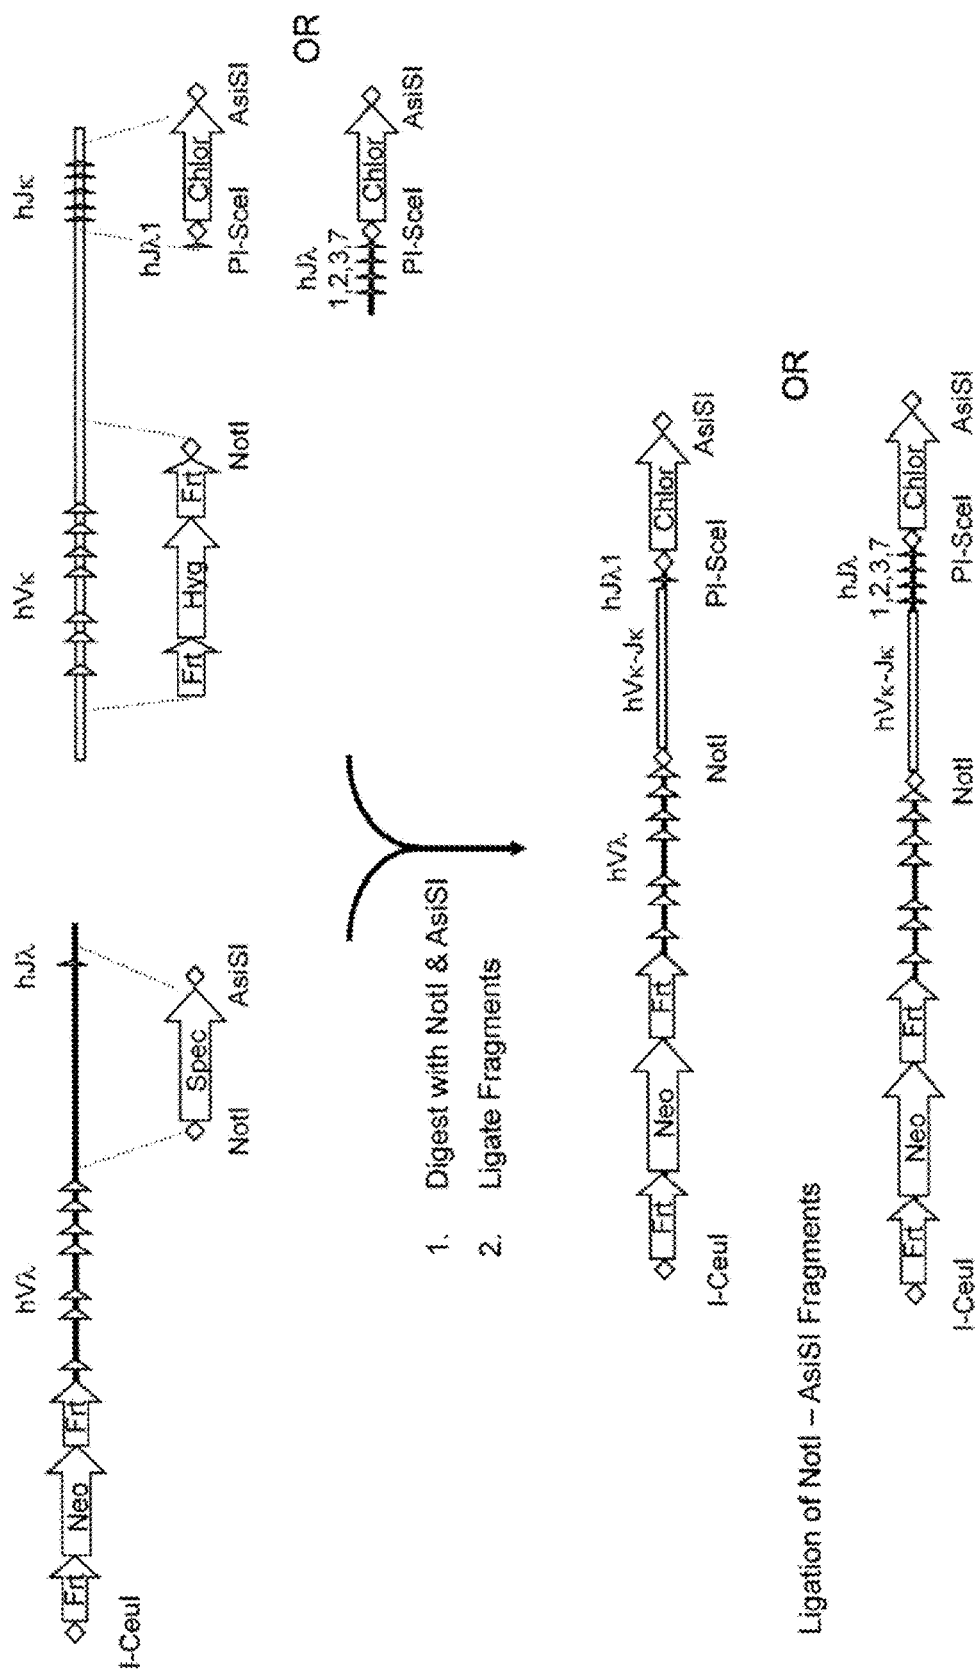 hVλ
hJλ
Frt Neo Frt
I-CeuI
NotI
Spec
AsiSI
hVκ
hJκ
Frt Hyg Frt
NotI
hJλ1
Chlor
PI-SceI
AsiSI
OR
hJλ
1,2,3,7
Chlor
PI-SceI
AsiSI
1. Digest with NotI & AsiSI
2. Ligate Fragments
hVλ
hVκ-Jκ
hJλ1
Frt Neo Frt
Chlor
I-CeuI
NotI
PI-SceI
AsiSI
OR
Ligation of NotI – AsiSI Fragments
hVκ-Jκ
hJλ
1,2,3,7
Frt Neo Frt
Chlor
I-CeuI
NotI
PI-SceI
AsiSI